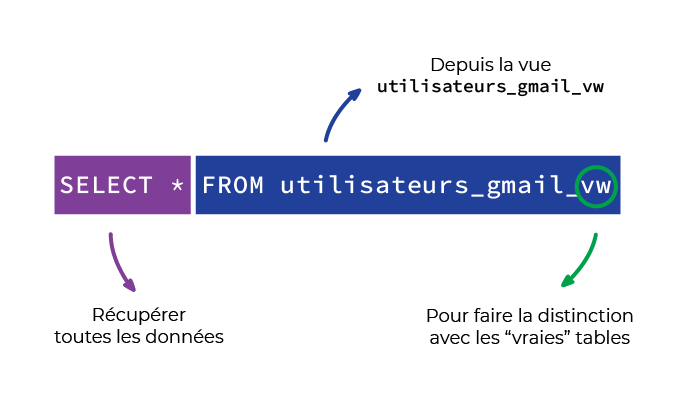 Depuis la vue
utilisateurs_gmail_vw
SELECT * FROM utilisateurs_gmail_vw
Récupérer
toutes les données
Pour faire la distinction
avec les “vraies” tables